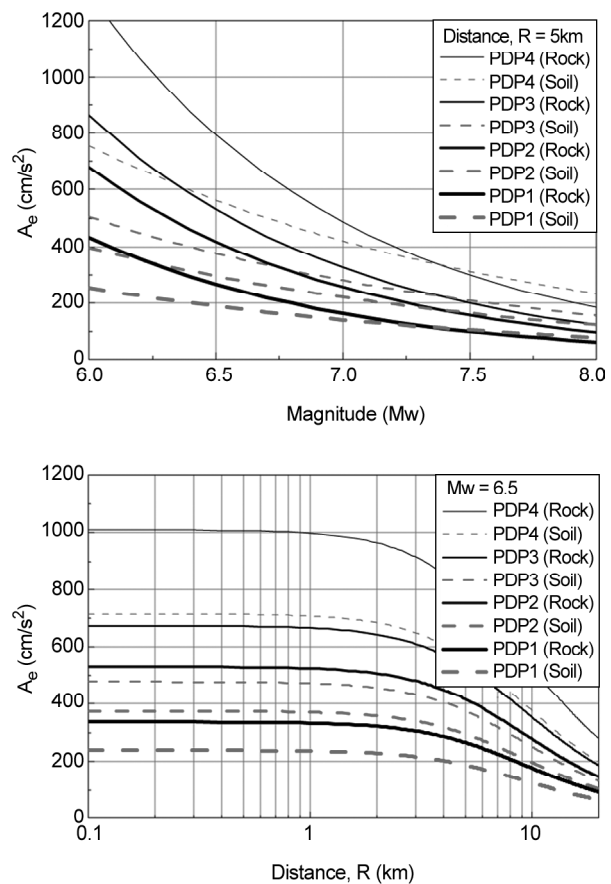 1200
1000
800
600
400
200
0
Ae (cm/s²)
Distance, R = 5km
PDP4 (Rock)
PDP4 (Soil)
PDP3 (Rock)
PDP3 (Soil)
PDP2 (Rock)
PDP2 (Soil)
PDP1 (Rock)
PDP1 (Soil)
6.0 6.5 7.0 7.5 8.0
Magnitude (Mw)
1200
1000
800
600
400
200
0
Ae (cm/s²)
Mw = 6.5
PDP4 (Rock)
PDP4 (Soil)
PDP3 (Rock)
PDP3 (Soil)
PDP2 (Rock)
PDP2 (Soil)
PDP1 (Rock)
PDP1 (Soil)
0.1 1 10
Distance, R (km)